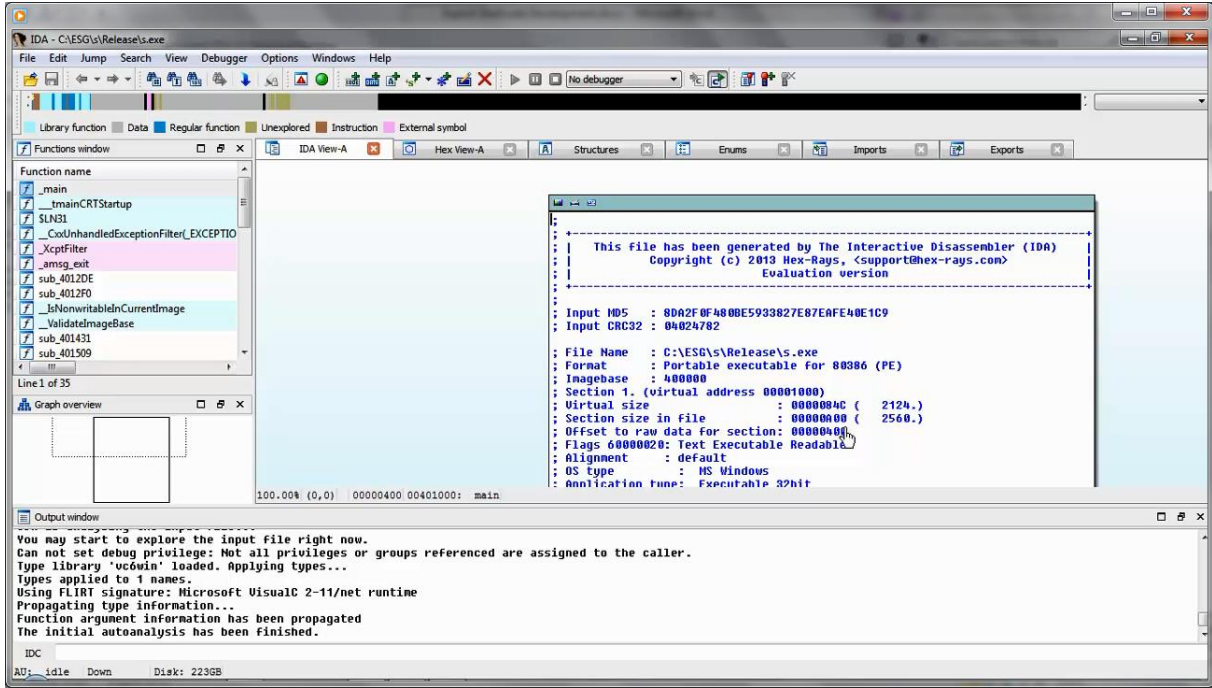 IDA - C:\ESG\s\Release\s.exe
File Edit Jump Search View Debugger Options Windows Help
No debugger
Library function Data Regular function Unexplored Instruction External symbol
Functions window
IDA View-A Hex View-A Structures Enums Imports Exports
Function name
_main
__tmainCRTStartup
$LN31
__CxxUnhandledExceptionFilter(_EXCEPTIO
_XcptFilter
_amsg_exit
sub_4012DE
sub_4012F0
__IsNonwritableInCurrentImage
__ValidateImageBase
sub_401431
sub_401509
Line 1 of 35
Graph overview
;
; +-------------------------------------------------------------------------+
; | This file has been generated by The Interactive Disassembler (IDA) |
; | Copyright (c) 2013 Hex-Rays, <support@hex-rays.com> |
; | Evaluation version |
; +-------------------------------------------------------------------------+
;
; Input MD5 : 8DA2F0F480BE5933827E87EAFE40E1C9
; Input CRC32 : 04024782
; File Name : C:\ESG\s\Release\s.exe
; Format : Portable executable for 80386 (PE)
; Imagebase : 400000
; Section 1. (virtual address 00001000)
; Virtual size : 0000084C ( 2124.)
; Section size in file : 00000A00 ( 2560.)
; Offset to raw data for section: 00000400
; Flags 60000020: Text Executable Readable
; Alignment : default
; OS type : MS Windows
; Application type: Executable 32bit
100.00% (0,0) 00000400 00401000: main
Output window
You may start to explore the input file right now.
Can not set debug privilege: Not all privileges or groups referenced are assigned to the caller.
Type library 'vc6win' loaded. Applying types...
Types applied to 1 names.
Using FLIRT signature: Microsoft VisualC 2-11/net runtime
Propagating type information...
Function argument information has been propagated
The initial autoanalysis has been finished.
IDC
AU: idle Down Disk: 223GB